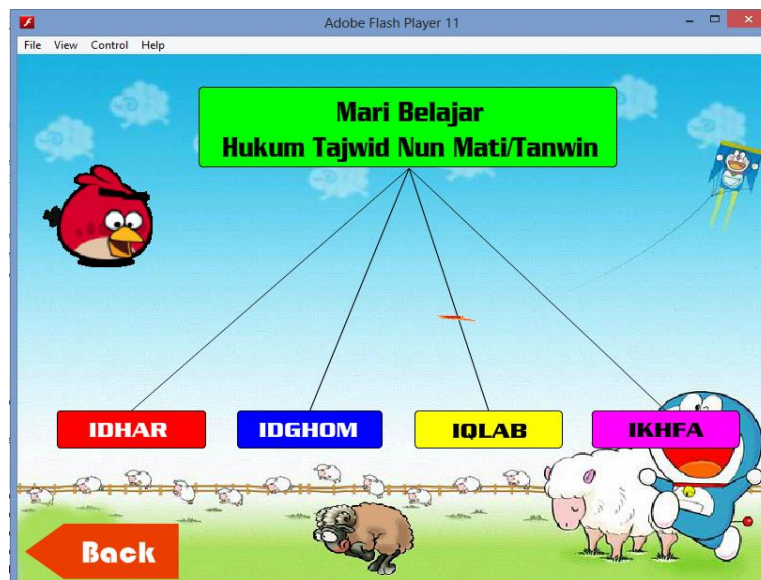 Adobe Flash Player 11
File View Control Help
Mari Belajar
Hukum Tajwid Nun Mati/Tanwin
IDHAR
IDGHOM
IQLAB
IKHFA
Back